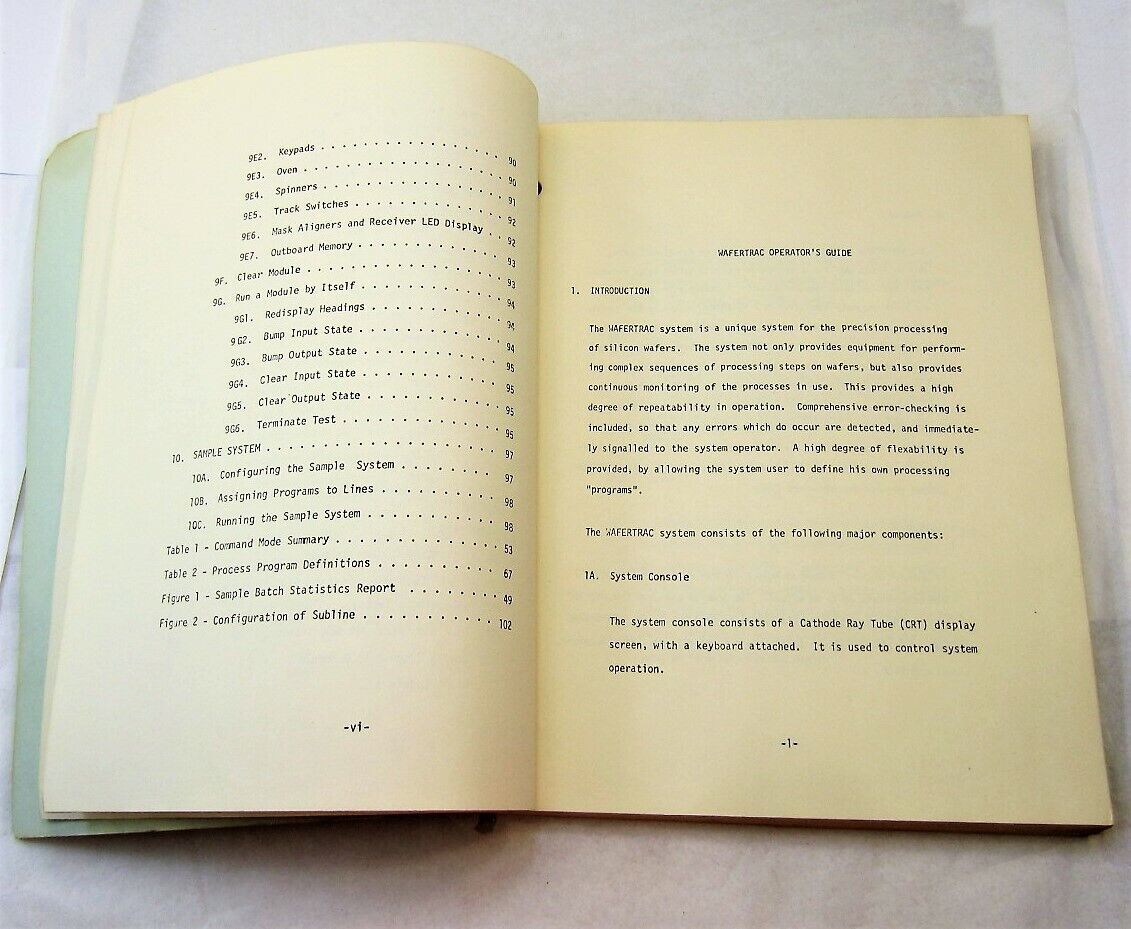 9E2. Keypads . . . . . . . . . . . . . . . . . 90
9E3. Oven . . . . . . . . . . . . . . . . . . 90
9E4. Spinners . . . . . . . . . . . . . . . . 91
9E5. Track Switches . . . . . . . . . . . . . 92
9E6. Mask Aligners and Receiver LED Display . . 92
9E7. Outboard Memory . . . . . . . . . . . . 93
9F. Clear Module . . . . . . . . . . . . . . . . 93
9G. Run a Module by Itself . . . . . . . . . . . 94
9G1. Redisplay Headings . . . . . . . . . . . 94
9G2. Bump Input State . . . . . . . . . . . . 94
9G3. Bump Output State . . . . . . . . . . . 95
9G4. Clear Input State . . . . . . . . . . . 95
9G5. Clear Output State . . . . . . . . . . . 95
9G6. Terminate Test . . . . . . . . . . . . . 95
10. SAMPLE SYSTEM . . . . . . . . . . . . . . . . . 97
10A. Configuring the Sample System . . . . . . . 97
10B. Assigning Programs to Lines . . . . . . . . . 98
10C. Running the Sample System . . . . . . . . . . 98
Table 1 - Command Mode Summary . . . . . . . . . . . . 53
Table 2 - Process Program Definitions . . . . . . . . . 67
Figure 1 - Sample Batch Statistics Report . . . . . . . 49
Figure 2 - Configuration of Subline . . . . . . . . . . . 102
-vi-
WAFERTRAC OPERATOR'S GUIDE
1. INTRODUCTION
The WAFERTRAC system is a unique system for the precision processing
of silicon wafers. The system not only provides equipment for perform-
ing complex sequences of processing steps on wafers, but also provides
continuous monitoring of the processes in use. This provides a high
degree of repeatability in operation. Comprehensive error-checking is
included, so that any errors which do occur are detected, and immediate-
ly signalled to the system operator. A high degree of flexability is
provided, by allowing the system user to define his own processing
"programs".
The WAFERTRAC system consists of the following major components:
1A. System Console
The system console consists of a Cathode Ray Tube (CRT) display
screen, with a keyboard attached. It is used to control system
operation.
-1-